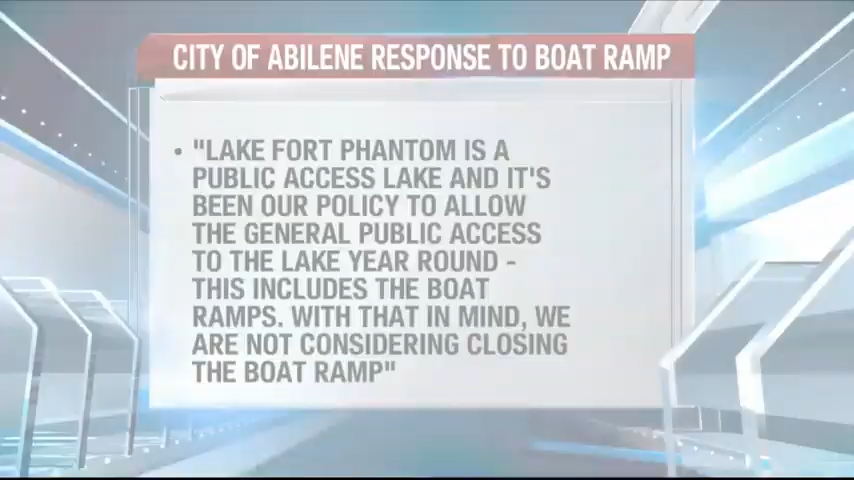 CITY OF ABILENE RESPONSE TO BOAT RAMP
• "LAKE FORT PHANTOM IS A
PUBLIC ACCESS LAKE AND IT'S
BEEN OUR POLICY TO ALLOW
THE GENERAL PUBLIC ACCESS
TO THE LAKE YEAR ROUND -
THIS INCLUDES THE BOAT
RAMPS. WITH THAT IN MIND, WE
ARE NOT CONSIDERING CLOSING
THE BOAT RAMP"